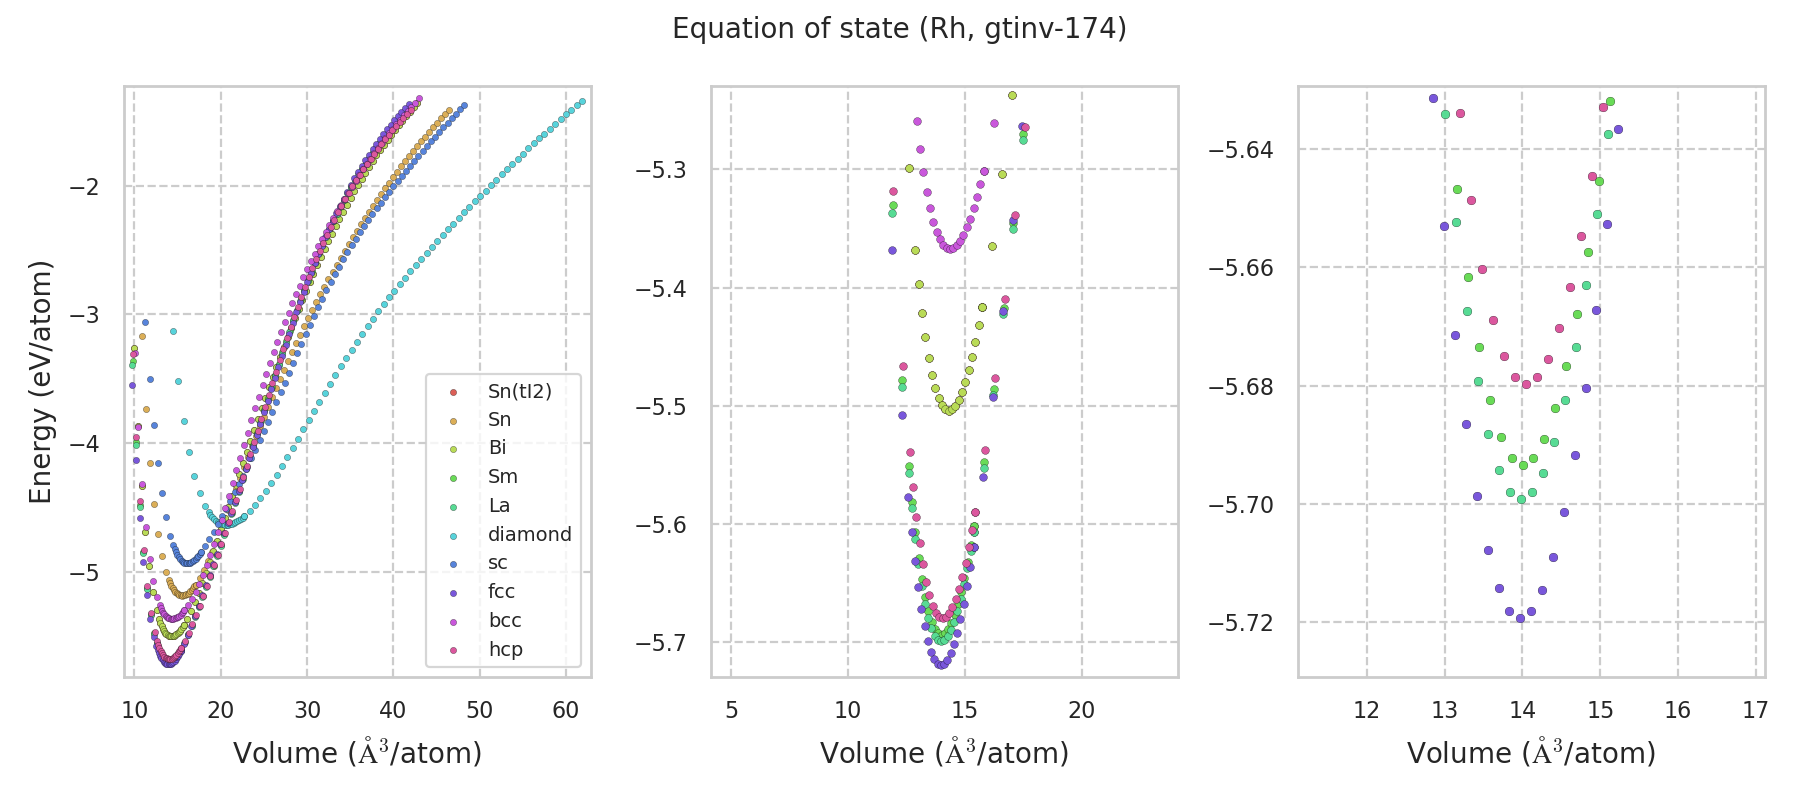 Equation of state (Rh, gtinv-174)
Energy (eV/atom)
−2
−3
−4
−5
10 20 30 40 50 60
Volume (Å³/atom)
Sn(tI2)
Sn
Bi
Sm
La
diamond
sc
fcc
bcc
hcp
−5.3
−5.4
−5.5
−5.6
−5.7
5 10 15 20
Volume (Å³/atom)
−5.64
−5.66
−5.68
−5.70
−5.72
12 13 14 15 16 17
Volume (Å³/atom)